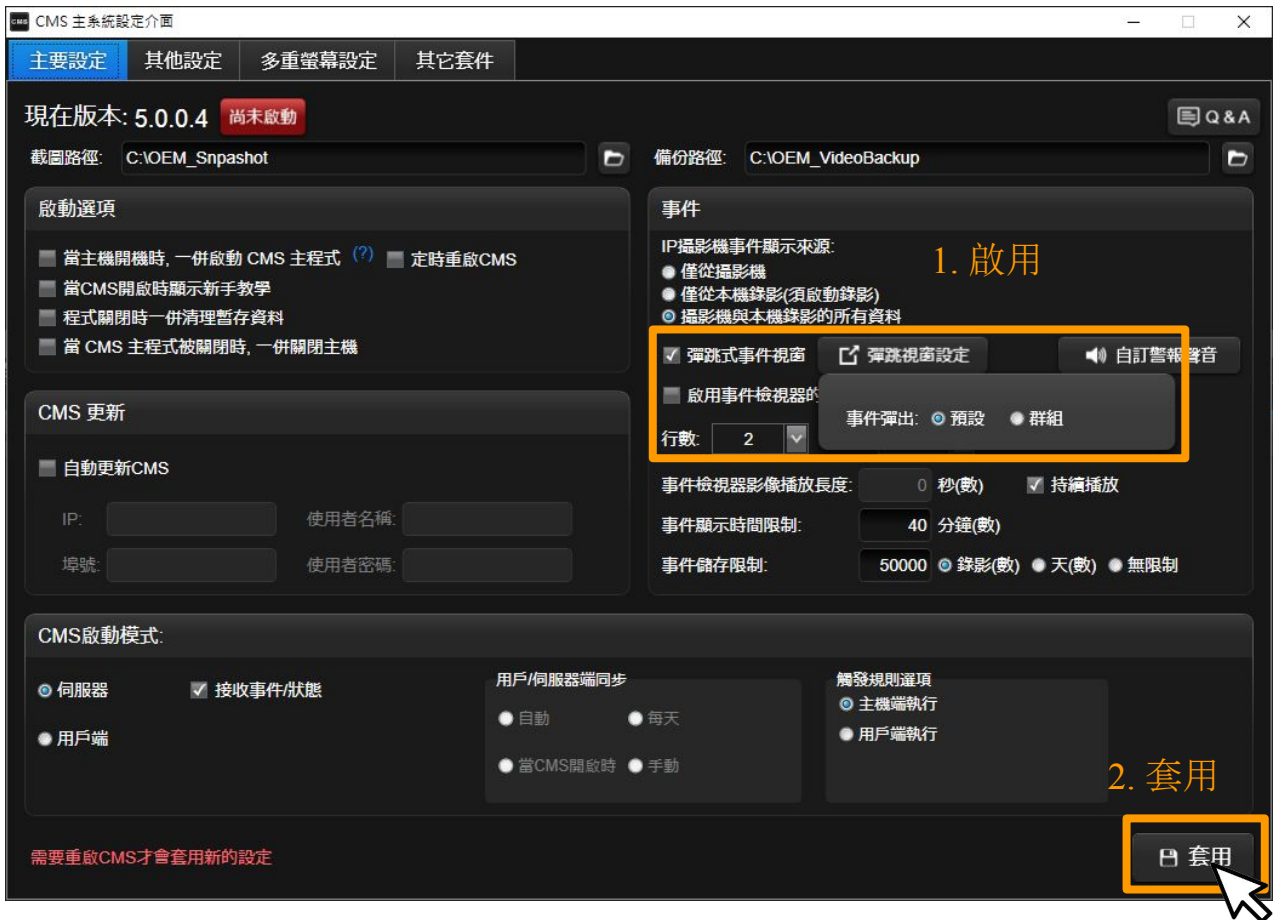 CMS CMS 主系統設定介面
主要設定 其他設定 多重螢幕設定 其它套件
現在版本: 5.0.0.4 尚未啟動 Q & A
截圖路徑: C:\OEM_Snpashot 備份路徑: C:\OEM_VideoBackup
啟動選項
當主機開機時, 一併啟動 CMS 主程式 (?) 定時重啟CMS
當CMS開啟時顯示新手教學
程式關閉時一併清理暫存資料
當 CMS 主程式被關閉時, 一併關閉主機
CMS 更新
自動更新CMS
IP: 使用者名稱:
埠號: 使用者密碼:
事件
IP攝影機事件顯示來源:
1. 啟用
僅從攝影機
僅從本機錄影(須啟動錄影)
攝影機與本機錄影的所有資料
彈跳式事件視窗 彈跳視窗設定 自訂警報聲音
啟用事件檢視器的
事件彈出: 預設 群組
行數: 2
事件檢視器影像播放長度: 0 秒(數) 持續播放
事件顯示時間限制: 40 分鐘(數)
事件儲存限制: 50000 錄影(數) 天(數) 無限制
CMS啟動模式:
伺服器 接收事件/狀態
用戶端
用戶/伺服器端同步
自動 每天
當CMS開啟時 手動
觸發規則選項
主機端執行
用戶端執行
2. 套用
需要重啟CMS才會套用新的設定
套用